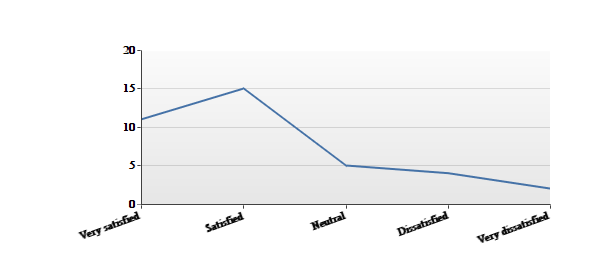 20
15
10
5
0
Very satisfied
Satisfied
Neutral
Dissatisfied
Very dissatisfied